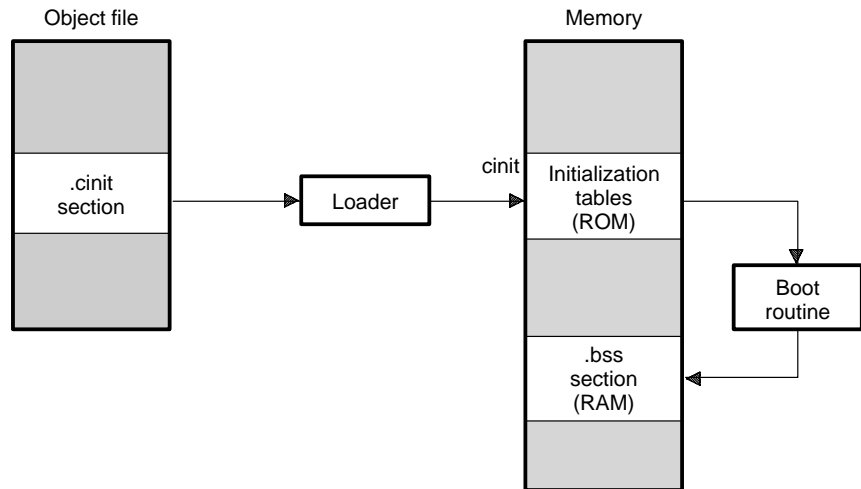 Object file
Memory
.cinit
section
Loader
cinit
Initialization
tables
(ROM)
Boot
routine
.bss
section
(RAM)